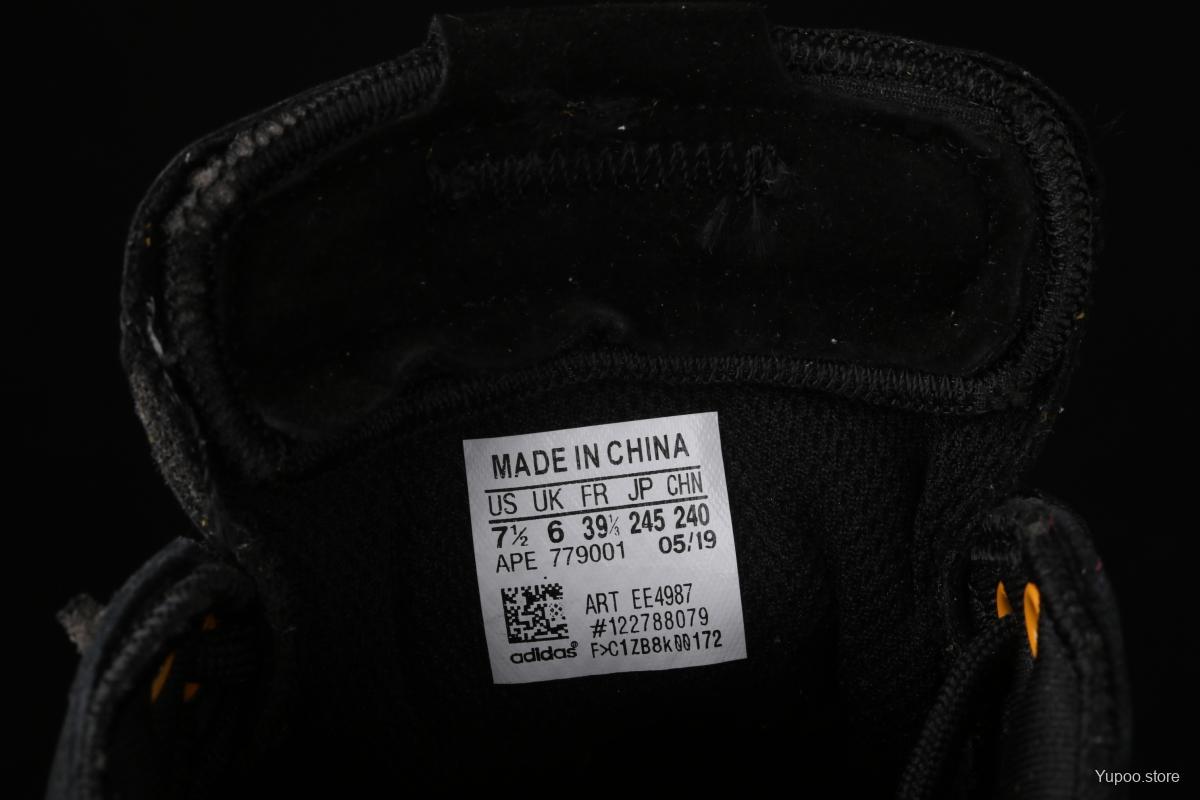 MADE IN CHINA
US UK FR JP CHN
7½ 6 39⅓ 245 240
APE 779001 05/19
ART EE4987
#122788079
adidas® F>C1ZB8k00172
Yupoo.store